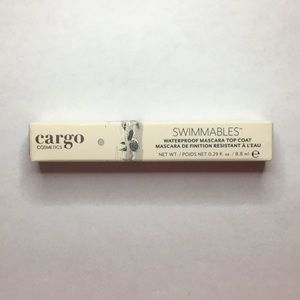 cargo
COSMETICS
SWIMMABLES™
WATERPROOF MASCARA TOP COAT
MASCARA DE FINITION RESISTANT À L'EAU
NET WT. / POIDS NET 0.29 fl. oz. / 8.8 ml ℮